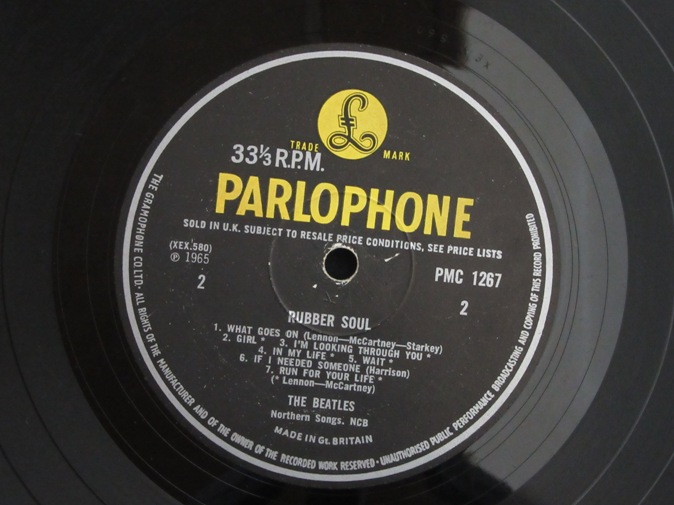 £
TRADE MARK
33⅓ R.P.M.
PARLOPHONE
SOLD IN U.K. SUBJECT TO RESALE PRICE CONDITIONS, SEE PRICE LISTS
(XEX.580)
℗ 1965
2
PMC 1267
2
RUBBER SOUL
1. WHAT GOES ON (Lennon—McCartney—Starkey)
2. GIRL * 3. I'M LOOKING THROUGH YOU *
4. IN MY LIFE * 5. WAIT *
6. IF I NEEDED SOMEONE (Harrison)
7. RUN FOR YOUR LIFE *
(* Lennon—McCartney)
THE BEATLES
Northern Songs. NCB
MADE IN Gt. BRITAIN
THE GRAMOPHONE CO. LTD. · ALL RIGHTS OF THE MANUFACTURER AND OF THE OWNER OF THE RECORDED WORK RESERVED · UNAUTHORISED PUBLIC PERFORMANCE BROADCASTING AND COPYING OF THIS RECORD PROHIBITED